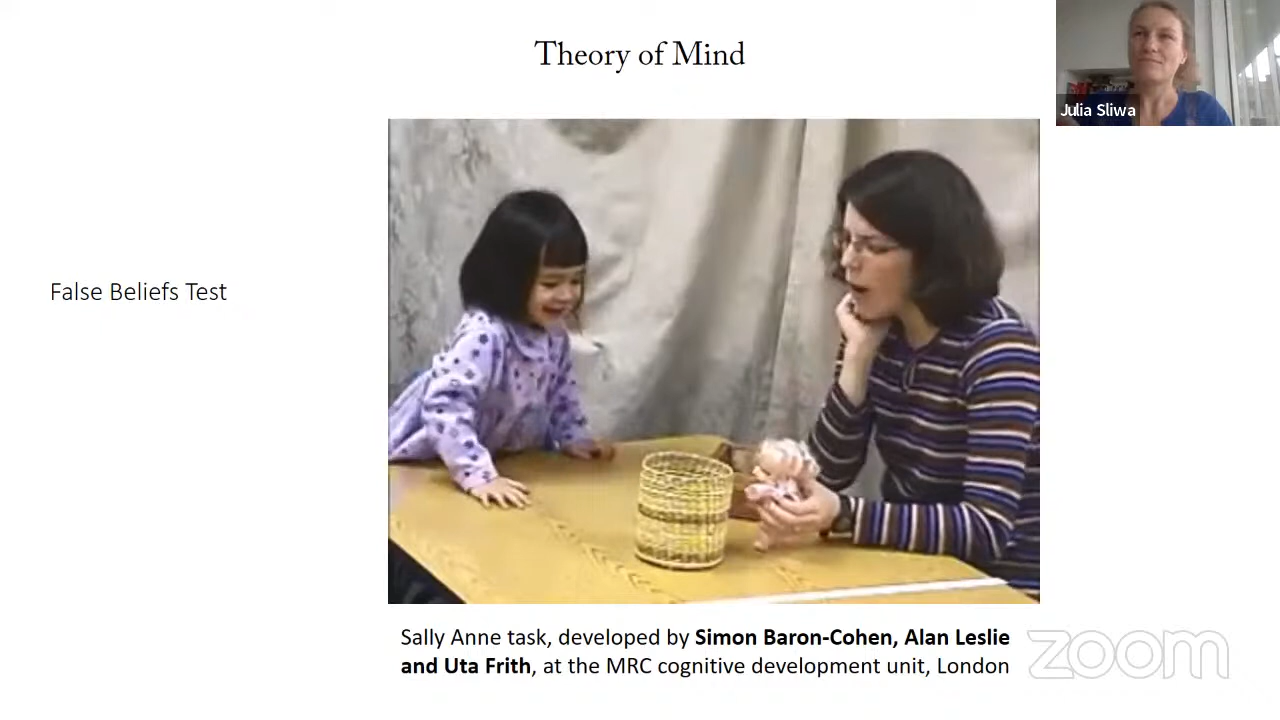 Theory of Mind
Julia Sliwa
False Beliefs Test
Sally Anne task, developed by Simon Baron-Cohen, Alan Leslie
and Uta Frith, at the MRC cognitive development unit, London
zoom